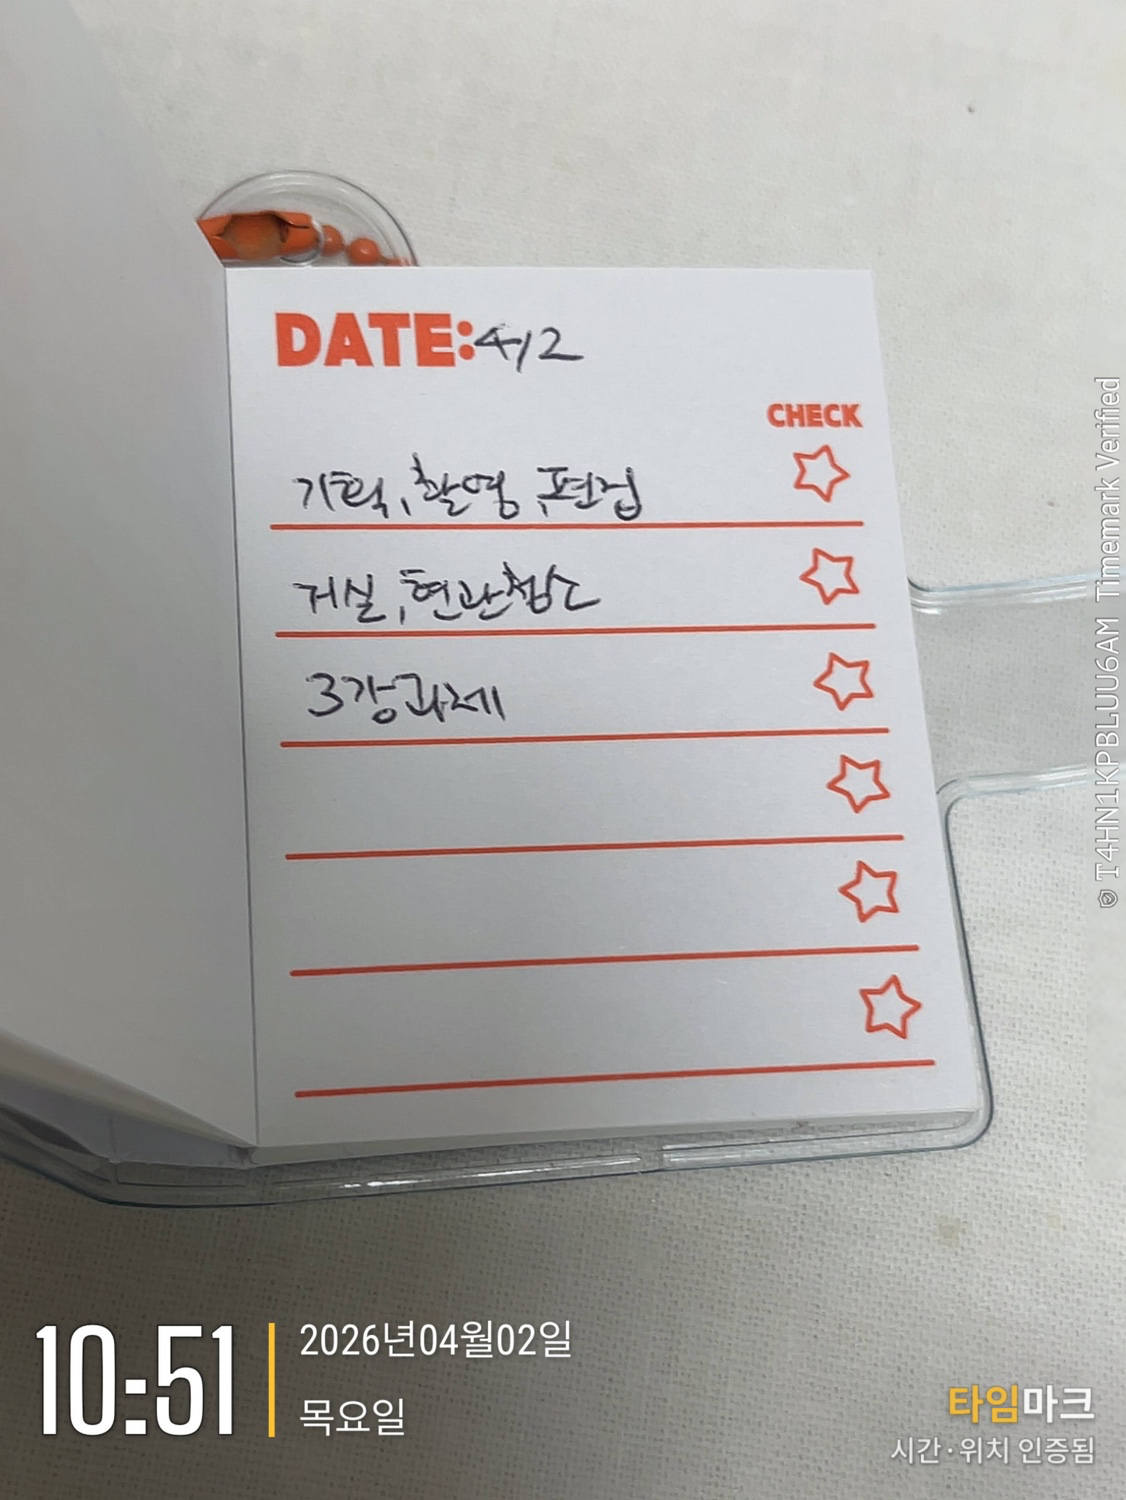 DATE: 4/2
CHECK
기획, 촬영, 편집
거실, 현관청소
3강과제
© T4HN1KPBLUU6AM Timemark Verified
10:51
2026년04월02일
목요일
타임마크
시간·위치 인증됨